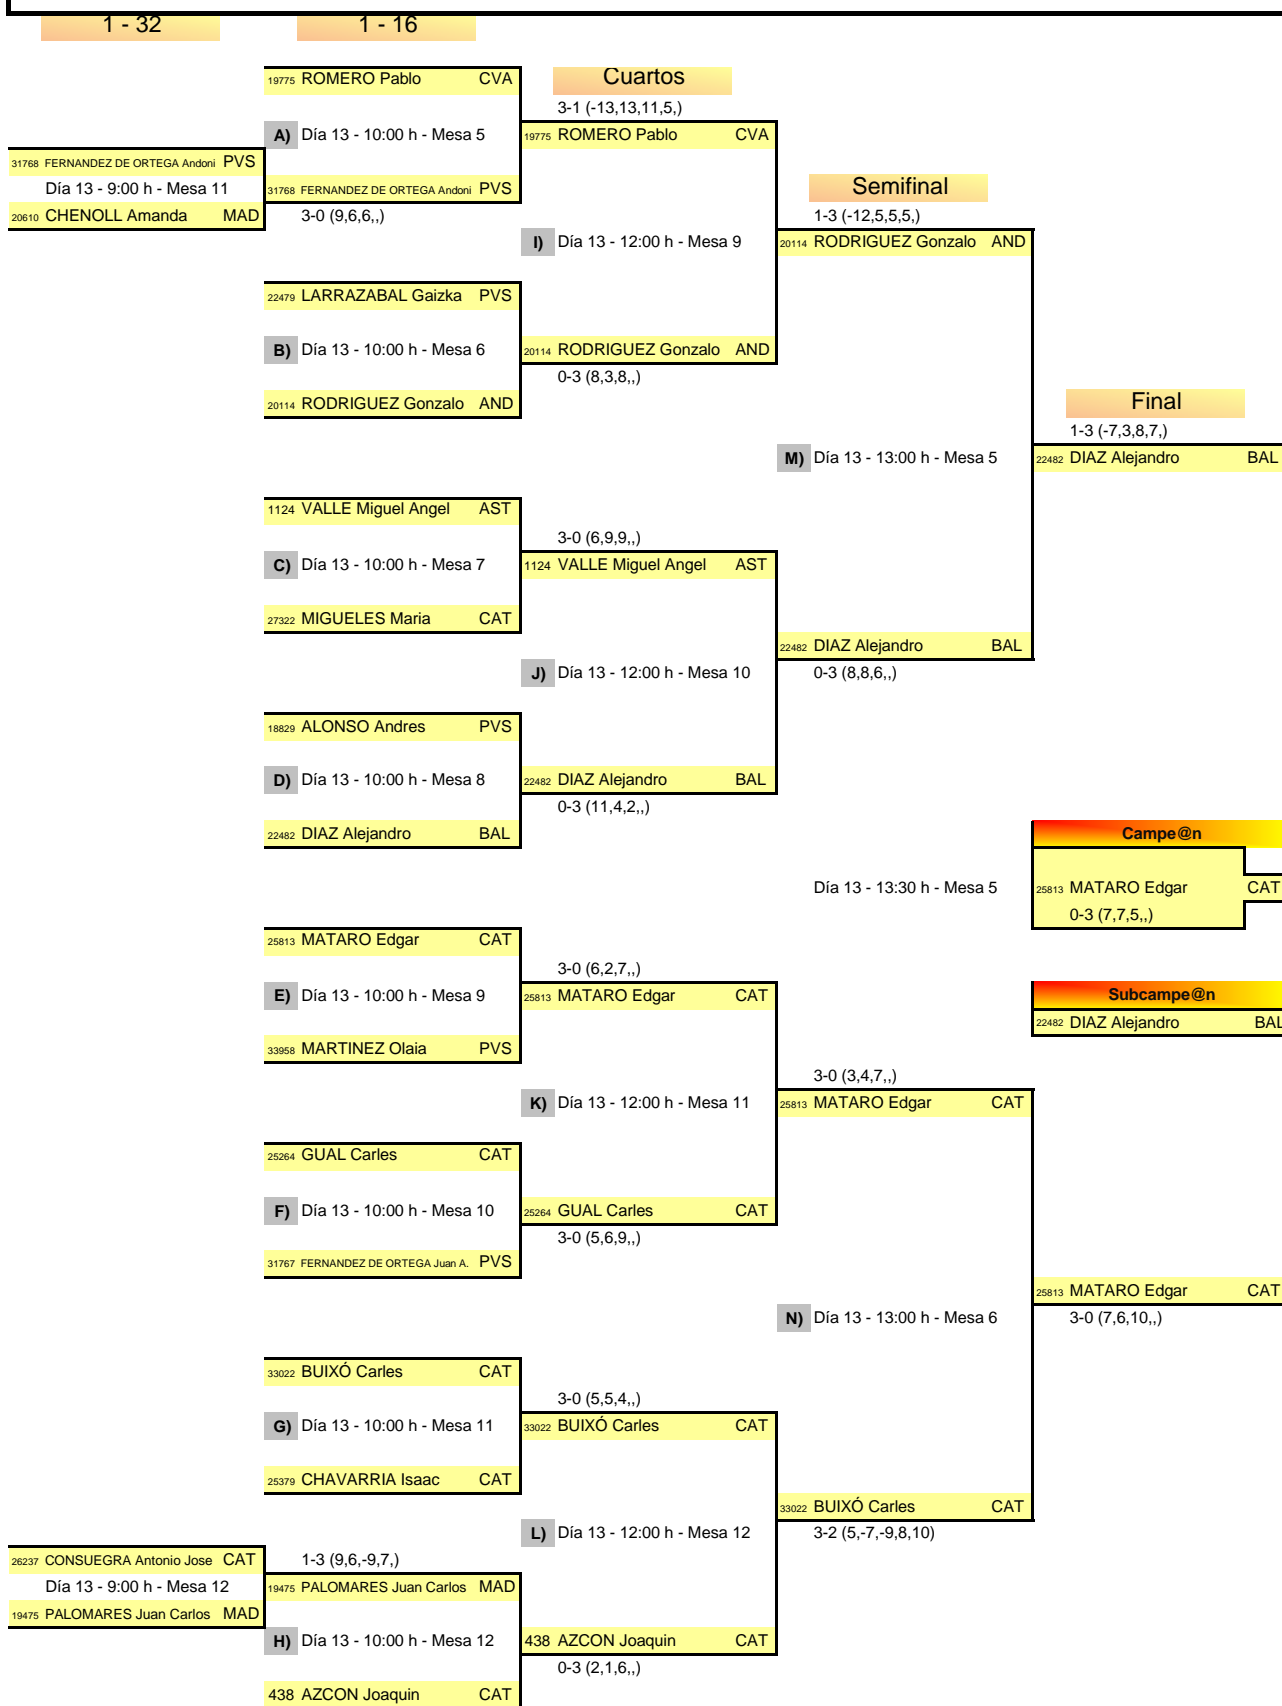 1 - 32
1 - 16
19775 ROMERO Pablo CVA
Cuartos
3-1 (-13,13,11,5,)
A) Día 13 - 10:00 h - Mesa 5
19775 ROMERO Pablo CVA
31768 FERNANDEZ DE ORTEGA Andoni PVS
Día 13 - 9:00 h - Mesa 11
31768 FERNANDEZ DE ORTEGA Andoni PVS
Semifinal
20610 CHENOLL Amanda MAD
3-0 (9,6,6,,)
1-3 (-12,5,5,5,)
I) Día 13 - 12:00 h - Mesa 9
20114 RODRIGUEZ Gonzalo AND
22479 LARRAZABAL Gaizka PVS
B) Día 13 - 10:00 h - Mesa 6
20114 RODRIGUEZ Gonzalo AND
0-3 (8,3,8,,)
20114 RODRIGUEZ Gonzalo AND
Final
1-3 (-7,3,8,7,)
M) Día 13 - 13:00 h - Mesa 5
22482 DIAZ Alejandro BAL
1124 VALLE Miguel Angel AST
3-0 (6,9,9,,)
C) Día 13 - 10:00 h - Mesa 7
1124 VALLE Miguel Angel AST
27322 MIGUELES Maria CAT
22482 DIAZ Alejandro BAL
J) Día 13 - 12:00 h - Mesa 10
0-3 (8,8,6,,)
18829 ALONSO Andres PVS
D) Día 13 - 10:00 h - Mesa 8
22482 DIAZ Alejandro BAL
0-3 (11,4,2,,)
22482 DIAZ Alejandro BAL
Campe@n
Día 13 - 13:30 h - Mesa 5
25813 MATARO Edgar CAT
0-3 (7,7,5,,)
25813 MATARO Edgar CAT
3-0 (6,2,7,,)
E) Día 13 - 10:00 h - Mesa 9
25813 MATARO Edgar CAT
Subcampe@n
22482 DIAZ Alejandro BAL
33958 MARTINEZ Olaia PVS
3-0 (3,4,7,,)
K) Día 13 - 12:00 h - Mesa 11
25813 MATARO Edgar CAT
25264 GUAL Carles CAT
F) Día 13 - 10:00 h - Mesa 10
25264 GUAL Carles CAT
3-0 (5,6,9,,)
31767 FERNANDEZ DE ORTEGA Juan A. PVS
25813 MATARO Edgar CAT
N) Día 13 - 13:00 h - Mesa 6
3-0 (7,6,10,,)
33022 BUIXÓ Carles CAT
3-0 (5,5,4,,)
G) Día 13 - 10:00 h - Mesa 11
33022 BUIXÓ Carles CAT
25379 CHAVARRIA Isaac CAT
33022 BUIXÓ Carles CAT
L) Día 13 - 12:00 h - Mesa 12
3-2 (5,-7,-9,8,10)
26237 CONSUEGRA Antonio Jose CAT
1-3 (9,6,-9,7,)
Día 13 - 9:00 h - Mesa 12
19475 PALOMARES Juan Carlos MAD
19475 PALOMARES Juan Carlos MAD
H) Día 13 - 10:00 h - Mesa 12
438 AZCON Joaquin CAT
0-3 (2,1,6,,)
438 AZCON Joaquin CAT